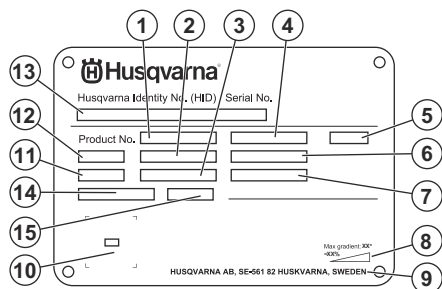 1 2 3 4
13
Husqvarna
Husqvarna Identity No. (HID) Serial No.
5
Product No.
12
6
11
7
14
15
8
Max gradient: XX°
-XX%
10
HUSQVARNA AB, SE-561 82 HUSKVARNA, SWEDEN
9